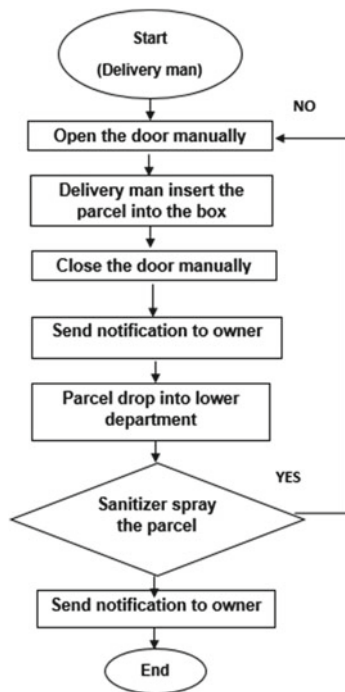 Start
(Delivery man)
NO
Open the door manually
Delivery man insert the
parcel into the box
Close the door manually
Send notification to owner
Parcel drop into lower
department
YES
Sanitizer spray
the parcel
Send notification to owner
End